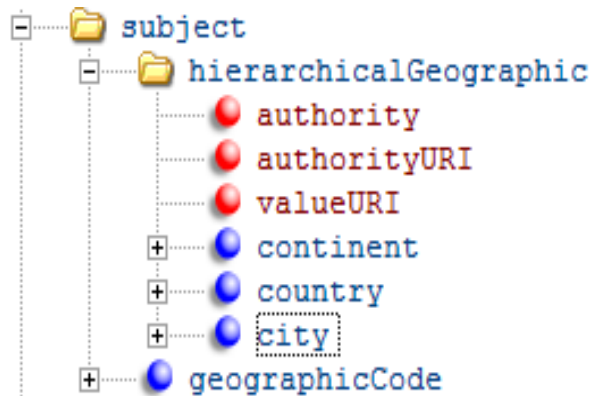 subject
hierarchicalGeographic
authority
authorityURI
valueURI
continent
country
city
geographicCode